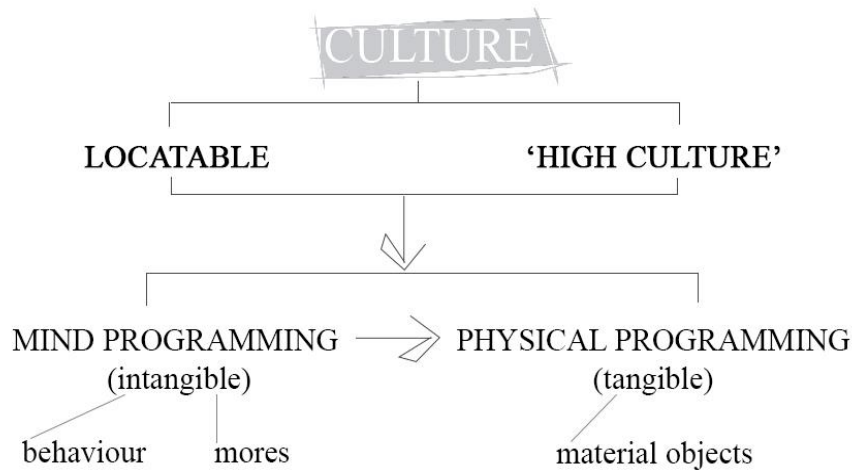 CULTURE
LOCATABLE
‘HIGH CULTURE’
MIND PROGRAMMING
(intangible)
PHYSICAL PROGRAMMING
(tangible)
behaviour
mores
material objects